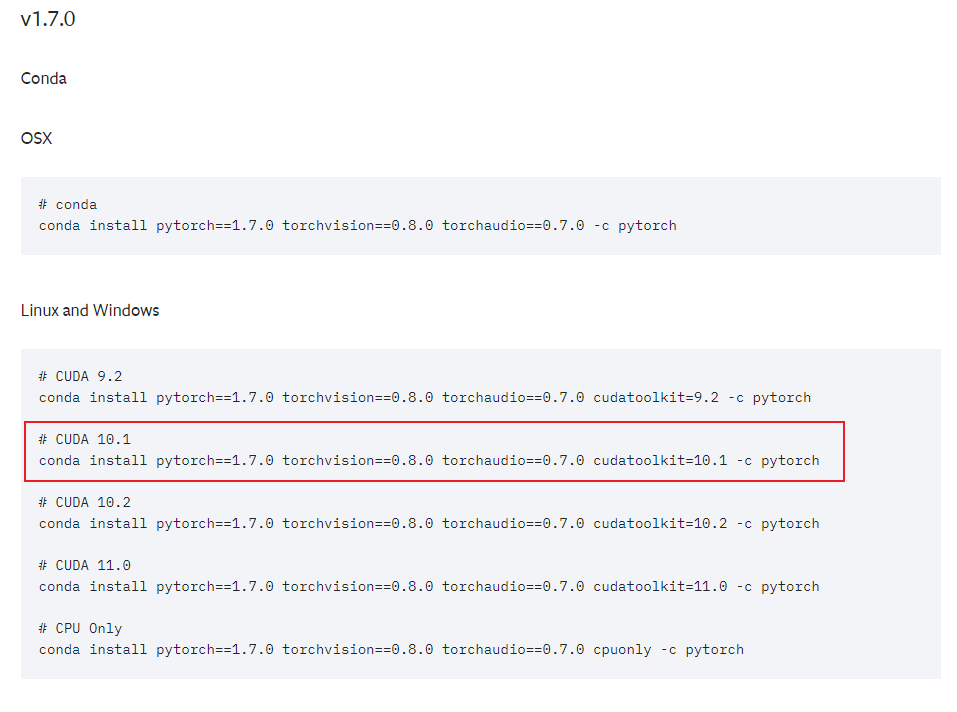 v1.7.0
Conda
OSX
# conda
conda install pytorch==1.7.0 torchvision==0.8.0 torchaudio==0.7.0 -c pytorch
Linux and Windows
# CUDA 9.2
conda install pytorch==1.7.0 torchvision==0.8.0 torchaudio==0.7.0 cudatoolkit=9.2 -c pytorch
# CUDA 10.1
conda install pytorch==1.7.0 torchvision==0.8.0 torchaudio==0.7.0 cudatoolkit=10.1 -c pytorch
# CUDA 10.2
conda install pytorch==1.7.0 torchvision==0.8.0 torchaudio==0.7.0 cudatoolkit=10.2 -c pytorch
# CUDA 11.0
conda install pytorch==1.7.0 torchvision==0.8.0 torchaudio==0.7.0 cudatoolkit=11.0 -c pytorch
# CPU Only
conda install pytorch==1.7.0 torchvision==0.8.0 torchaudio==0.7.0 cpuonly -c pytorch